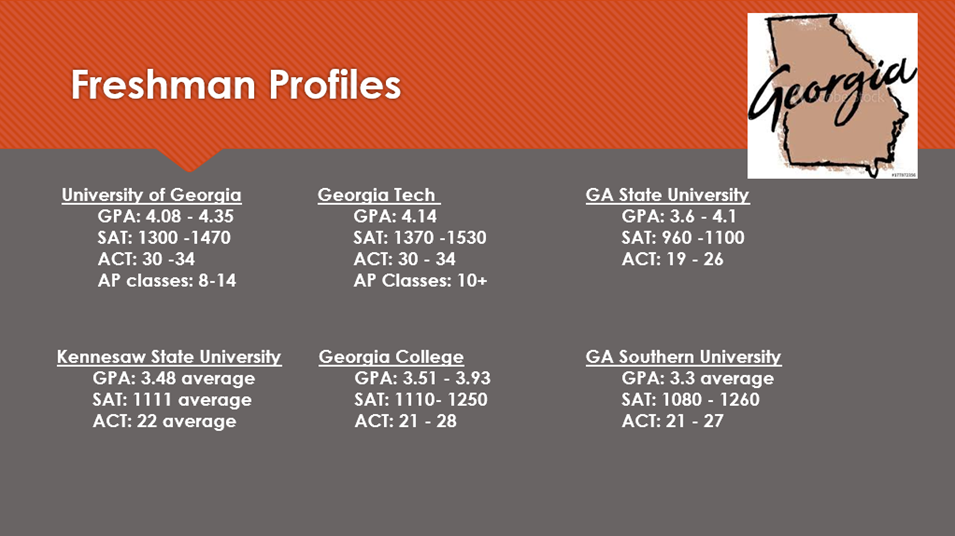 Freshman Profiles
Georgia
#377872398
University of Georgia
GPA: 4.08 - 4.35
SAT: 1300 -1470
ACT: 30 -34
AP classes: 8-14
Georgia Tech
GPA: 4.14
SAT: 1370 -1530
ACT: 30 - 34
AP Classes: 10+
GA State University
GPA: 3.6 - 4.1
SAT: 960 -1100
ACT: 19 - 26
Kennesaw State University
GPA: 3.48 average
SAT: 1111 average
ACT: 22 average
Georgia College
GPA: 3.51 - 3.93
SAT: 1110- 1250
ACT: 21 - 28
GA Southern University
GPA: 3.3 average
SAT: 1080 - 1260
ACT: 21 - 27